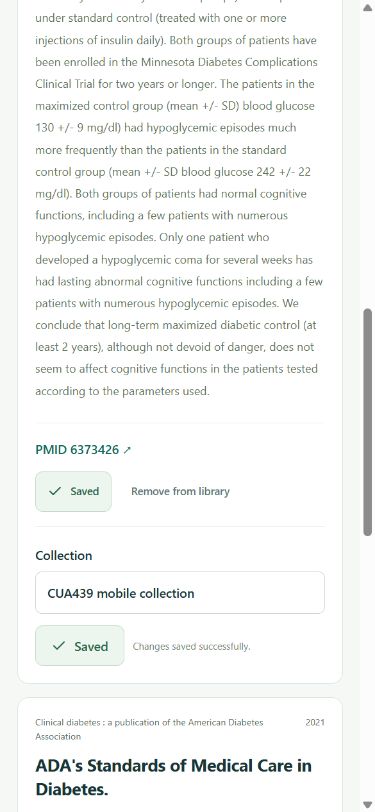 under standard control (treated with one or more
injections of insulin daily). Both groups of patients have
been enrolled in the Minnesota Diabetes Complications
Clinical Trial for two years or longer. The patients in the
maximized control group (mean +/- SD) blood glucose
130 +/- 9 mg/dl) had hypoglycemic episodes much
more frequently than the patients in the standard
control group (mean +/- SD blood glucose 242 +/- 22
mg/dl). Both groups of patients had normal cognitive
functions, including a few patients with numerous
hypoglycemic episodes. Only one patient who
developed a hypoglycemic coma for several weeks has
had lasting abnormal cognitive functions including a few
patients with numerous hypoglycemic episodes. We
conclude that long-term maximized diabetic control (at
least 2 years), although not devoid of danger, does not
seem to affect cognitive functions in the patients tested
according to the parameters used.
PMID 6373426 ↗
✓ Saved Remove from library
Collection
CUA439 mobile collection
✓ Saved Changes saved successfully.
Clinical diabetes : a publication of the American Diabetes 2021
Association
ADA's Standards of Medical Care in
Diabetes.